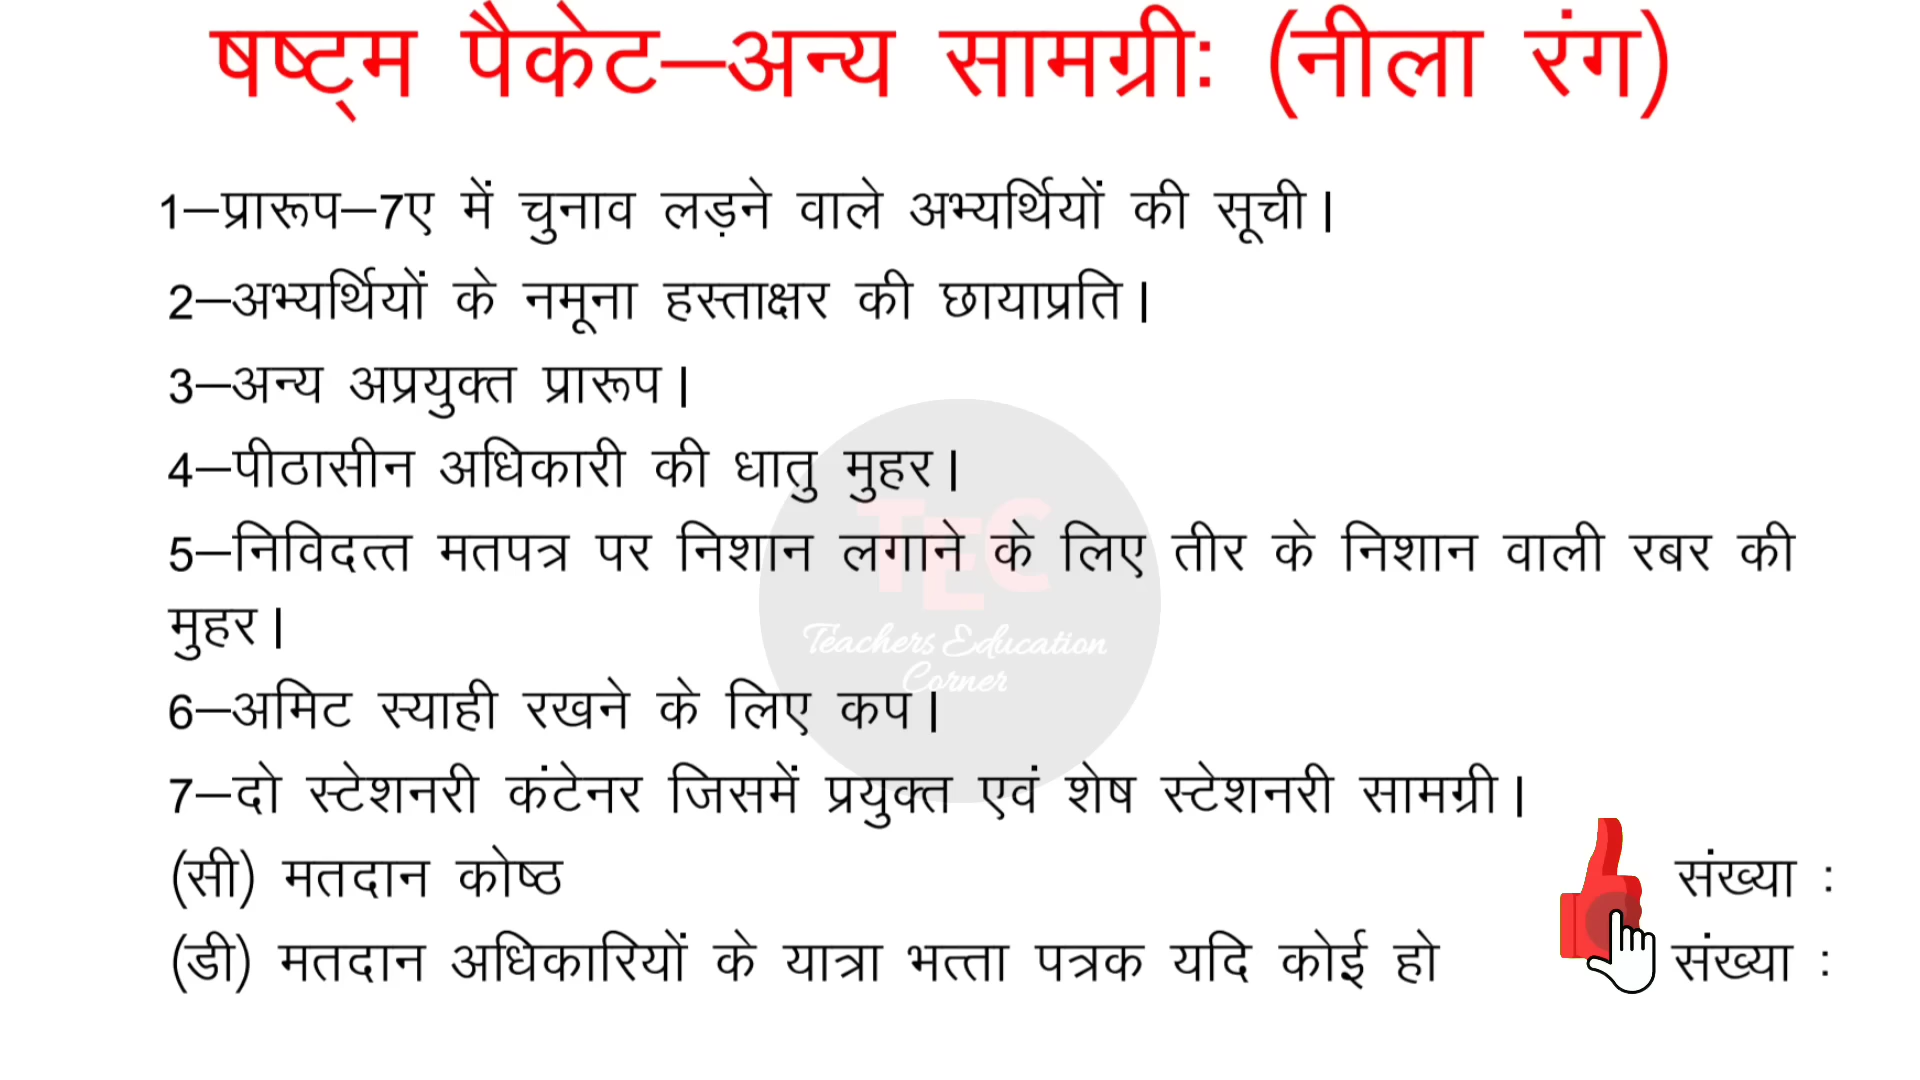 षष्ट्म पैकेट–अन्य सामग्रीः (नीला रंग)
1–प्रारूप–7ए में चुनाव लड़ने वाले अभ्यर्थियों की सूची।
2–अभ्यर्थियों के नमूना हस्ताक्षर की छायाप्रति।
3–अन्य अप्रयुक्त प्रारूप।
4–पीठासीन अधिकारी की धातु मुहर।
5–निविदत्त मतपत्र पर निशान लगाने के लिए तीर के निशान वाली रबर की
मुहर।
6–अमिट स्याही रखने के लिए कप।
7–दो स्टेशनरी कंटेनर जिसमें प्रयुक्त एवं शेष स्टेशनरी सामग्री।
(सी) मतदान कोष्ठ संख्या :
(डी) मतदान अधिकारियों के यात्रा भत्ता पत्रक यदि कोई हो संख्या :
TEC
Teachers Education
Corner